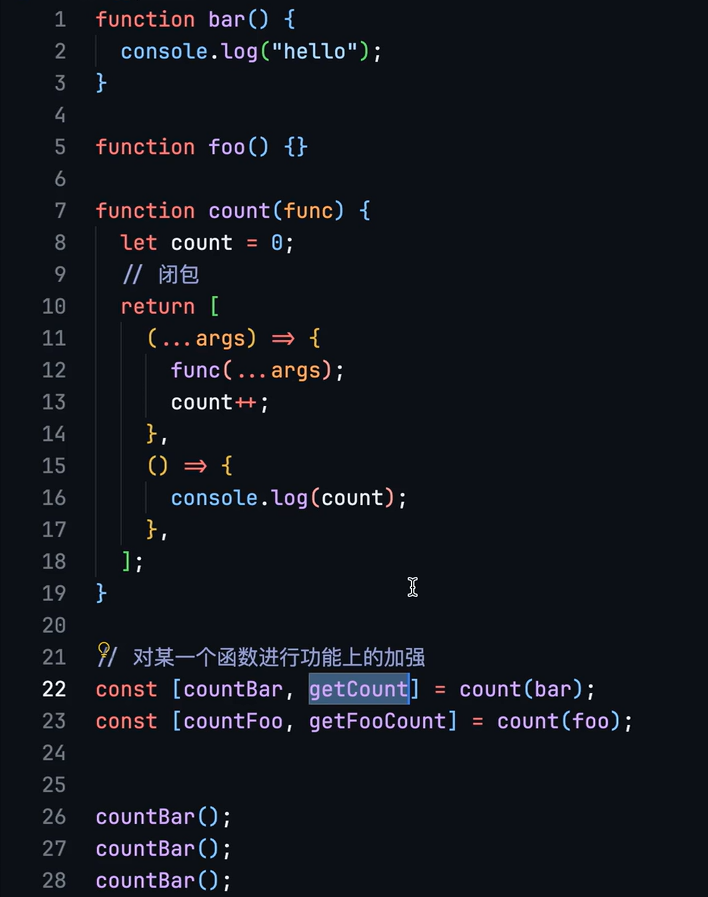 1 function bar() {
2 console.log("hello");
3 }
4
5 function foo() {}
6
7 function count(func) {
8 let count = 0;
9 // 闭包
10 return [
11 (...args) => {
12 func(...args);
13 count++;
14 },
15 () => {
16 console.log(count);
17 },
18 ];
19 }
20
21 // 对某一个函数进行功能上的加强
22 const [countBar, getCount] = count(bar);
23 const [countFoo, getFooCount] = count(foo);
24
25
26 countBar();
27 countBar();
28 countBar();